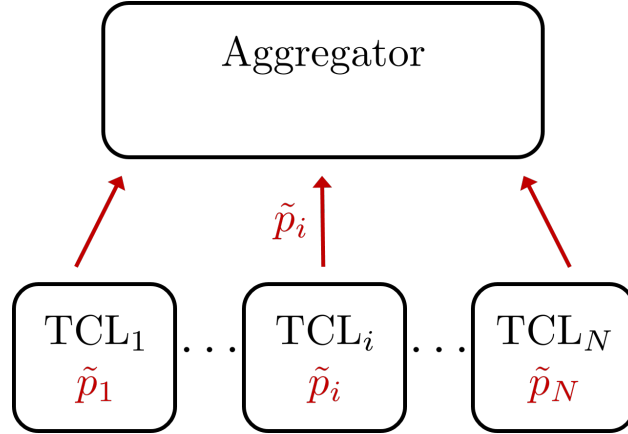 Aggregator
p̃ᵢ
TCL₁ ... TCLᵢ ... TCL_N
p̃₁ p̃ᵢ p̃_N